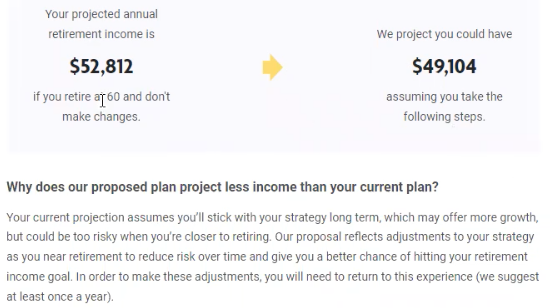 Your projected annual
retirement income is
$52,812
if you retire at 60 and don't
make changes.
We project you could have
$49,104
assuming you take the
following steps.
Why does our proposed plan project less income than your current plan?
Your current projection assumes you'll stick with your strategy long term, which may offer more growth,
but could be too risky when you're closer to retiring. Our proposal reflects adjustments to your strategy
as you near retirement to reduce risk over time and give you a better chance of hitting your retirement
income goal. In order to make these adjustments, you will need to return to this experience (we suggest
at least once a year).